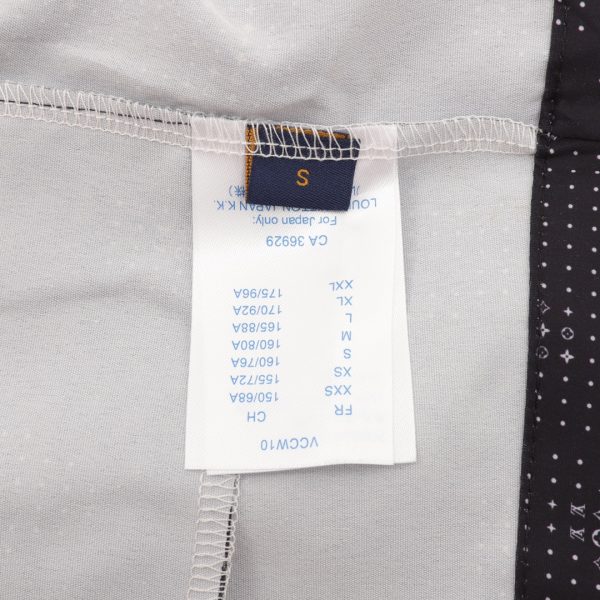 VCCW10
FR CH
XXS 150/68A
XS 155/72A
S 160/76A
M 160/80A
L 165/88A
XL 170/92A
XXL 175/96A
CA 36929
For Japan only:
JAPAN K.K.
S